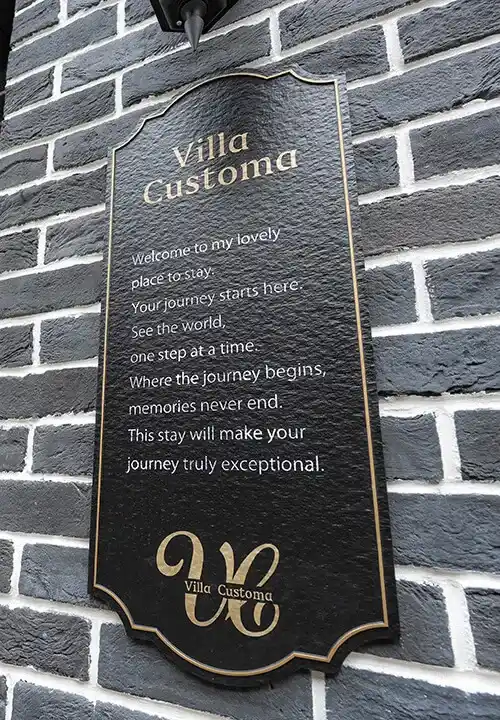 Villa
Customa
Welcome to my lovely
place to stay.
Your journey starts here.
See the world,
one step at a time.
Where the journey begins,
memories never end.
This stay will make your
journey truly exceptional.
VC
Villa Customa